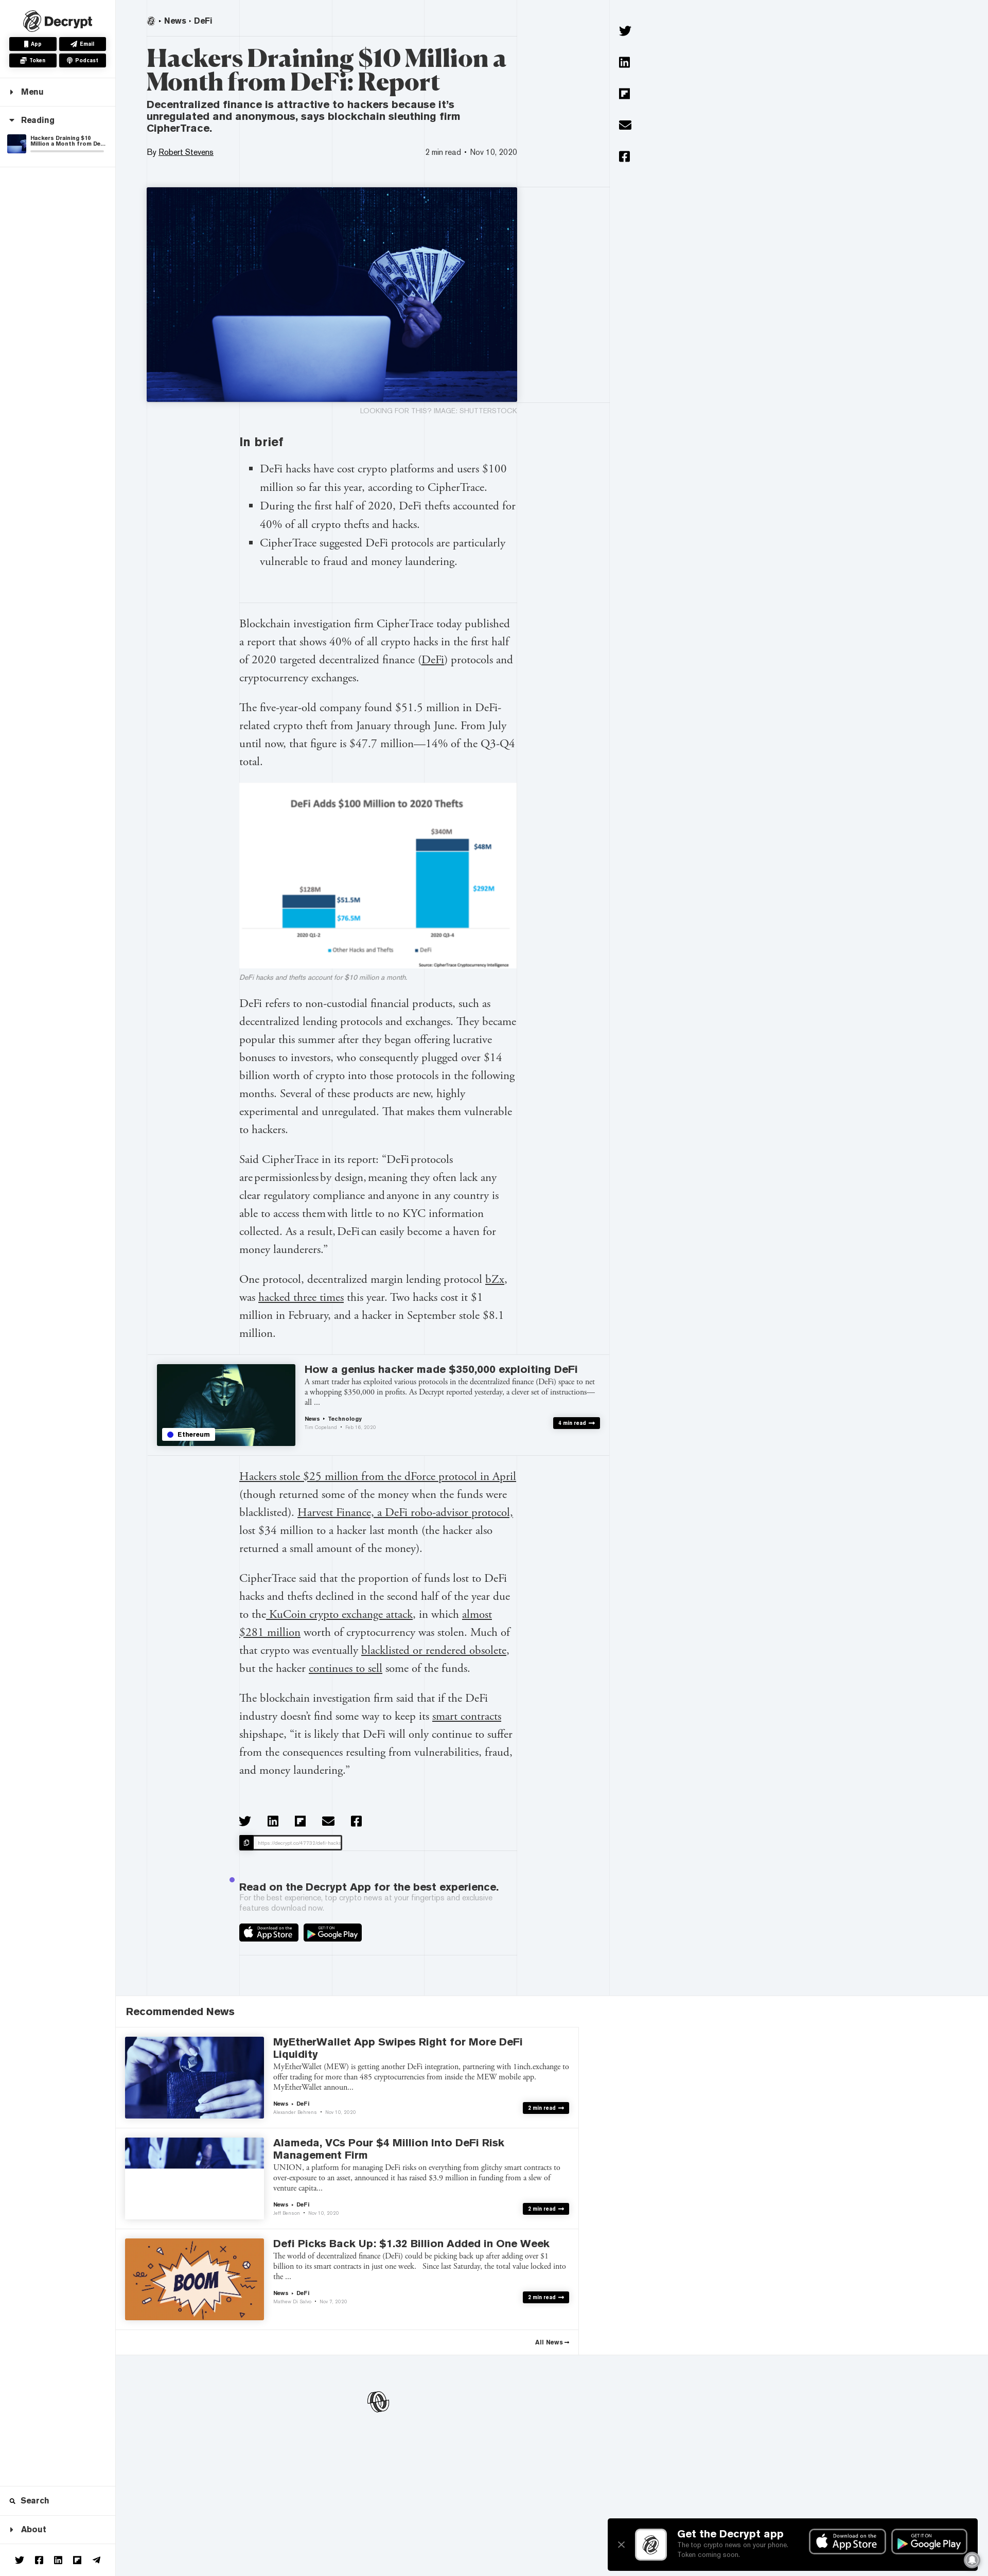 Decrypt
App
Email
Token
Podcast
Menu
Reading
Hackers Draining $10
Million a Month from De...
• News • DeFi
Hackers Draining $10 Million a
Month from DeFi: Report
Decentralized finance is attractive to hackers because it's
unregulated and anonymous, says blockchain sleuthing firm
CipherTrace.
By Robert Stevens
2 min read • Nov 10, 2020
LOOKING FOR THIS? IMAGE: SHUTTERSTOCK
In brief
DeFi hacks have cost crypto platforms and users $100
million so far this year, according to CipherTrace.
During the first half of 2020, DeFi thefts accounted for
40% of all crypto thefts and hacks.
CipherTrace suggested DeFi protocols are particularly
vulnerable to fraud and money laundering.
Blockchain investigation firm CipherTrace today published
a report that shows 40% of all crypto hacks in the first half
of 2020 targeted decentralized finance (DeFi) protocols and
cryptocurrency exchanges.
The five-year-old company found $51.5 million in DeFi-
related crypto theft from January through June. From July
until now, that figure is $47.7 million—14% of the Q3-Q4
total.
DeFi Adds $100 Million to 2020 Thefts
$340M
$48M
$292M
$128M
$51.5M
$76.5M
2020 Q1-2
2020 Q3-4
Other Hacks and Thefts
DeFi
Source: CipherTrace Cryptocurrency Intelligence
DeFi hacks and thefts account for $10 million a month.
DeFi refers to non-custodial financial products, such as
decentralized lending protocols and exchanges. They became
popular this summer after they began offering lucrative
bonuses to investors, who consequently plugged over $14
billion worth of crypto into those protocols in the following
months. Several of these products are new, highly
experimental and unregulated. That makes them vulnerable
to hackers.
Said CipherTrace in its report: “DeFi protocols
are permissionless by design, meaning they often lack any
clear regulatory compliance and anyone in any country is
able to access them with little to no KYC information
collected. As a result, DeFi can easily become a haven for
money launderers.”
One protocol, decentralized margin lending protocol bZx,
was hacked three times this year. Two hacks cost it $1
million in February, and a hacker in September stole $8.1
million.
Ethereum
How a genius hacker made $350,000 exploiting DeFi
A smart trader has exploited various protocols in the decentralized finance (DeFi) space to net
a whopping $350,000 in profits. As Decrypt reported yesterday, a clever set of instructions—
all ...
News • Technology
Tim Copeland • Feb 16, 2020
4 min read
Hackers stole $25 million from the dForce protocol in April
(though returned some of the money when the funds were
blacklisted). Harvest Finance, a DeFi robo-advisor protocol,
lost $34 million to a hacker last month (the hacker also
returned a small amount of the money).
CipherTrace said that the proportion of funds lost to DeFi
hacks and thefts declined in the second half of the year due
to the KuCoin crypto exchange attack, in which almost
$281 million worth of cryptocurrency was stolen. Much of
that crypto was eventually blacklisted or rendered obsolete,
but the hacker continues to sell some of the funds.
The blockchain investigation firm said that if the DeFi
industry doesn't find some way to keep its smart contracts
shipshape, “it is likely that DeFi will only continue to suffer
from the consequences resulting from vulnerabilities, fraud,
and money laundering.”
Read on the Decrypt App for the best experience.
For the best experience, top crypto news at your fingertips and exclusive
features download now.
Download on the
App Store
GET IT ON
Google Play
Recommended News
MyEtherWallet App Swipes Right for More DeFi
Liquidity
MyEtherWallet (MEW) is getting another DeFi integration, partnering with 1inch.exchange to
offer trading for more than 485 cryptocurrencies from inside the MEW mobile app.
MyEtherWallet announ...
News • DeFi
Alexander Behrens • Nov 10, 2020
2 min read
Alameda, VCs Pour $4 Million Into DeFi Risk
Management Firm
UNION, a platform for managing DeFi risks on everything from glitchy smart contracts to
over-exposure to an asset, announced it has raised $3.9 million in funding from a slew of
venture capita...
News • DeFi
Jeff Benson • Nov 10, 2020
2 min read
BOOM
Defi Picks Back Up: $1.32 Billion Added in One Week
The world of decentralized finance (DeFi) could be picking back up after adding over $1
billion to its smart contracts in just one week. Since last Saturday, the total value locked into
the ...
News • DeFi
Mathew Di Salvo • Nov 7, 2020
2 min read
All News
Search
About
Get the Decrypt app
The top crypto news on your phone.
Token coming soon.
Download on the
App Store
GET IT ON
Google Play